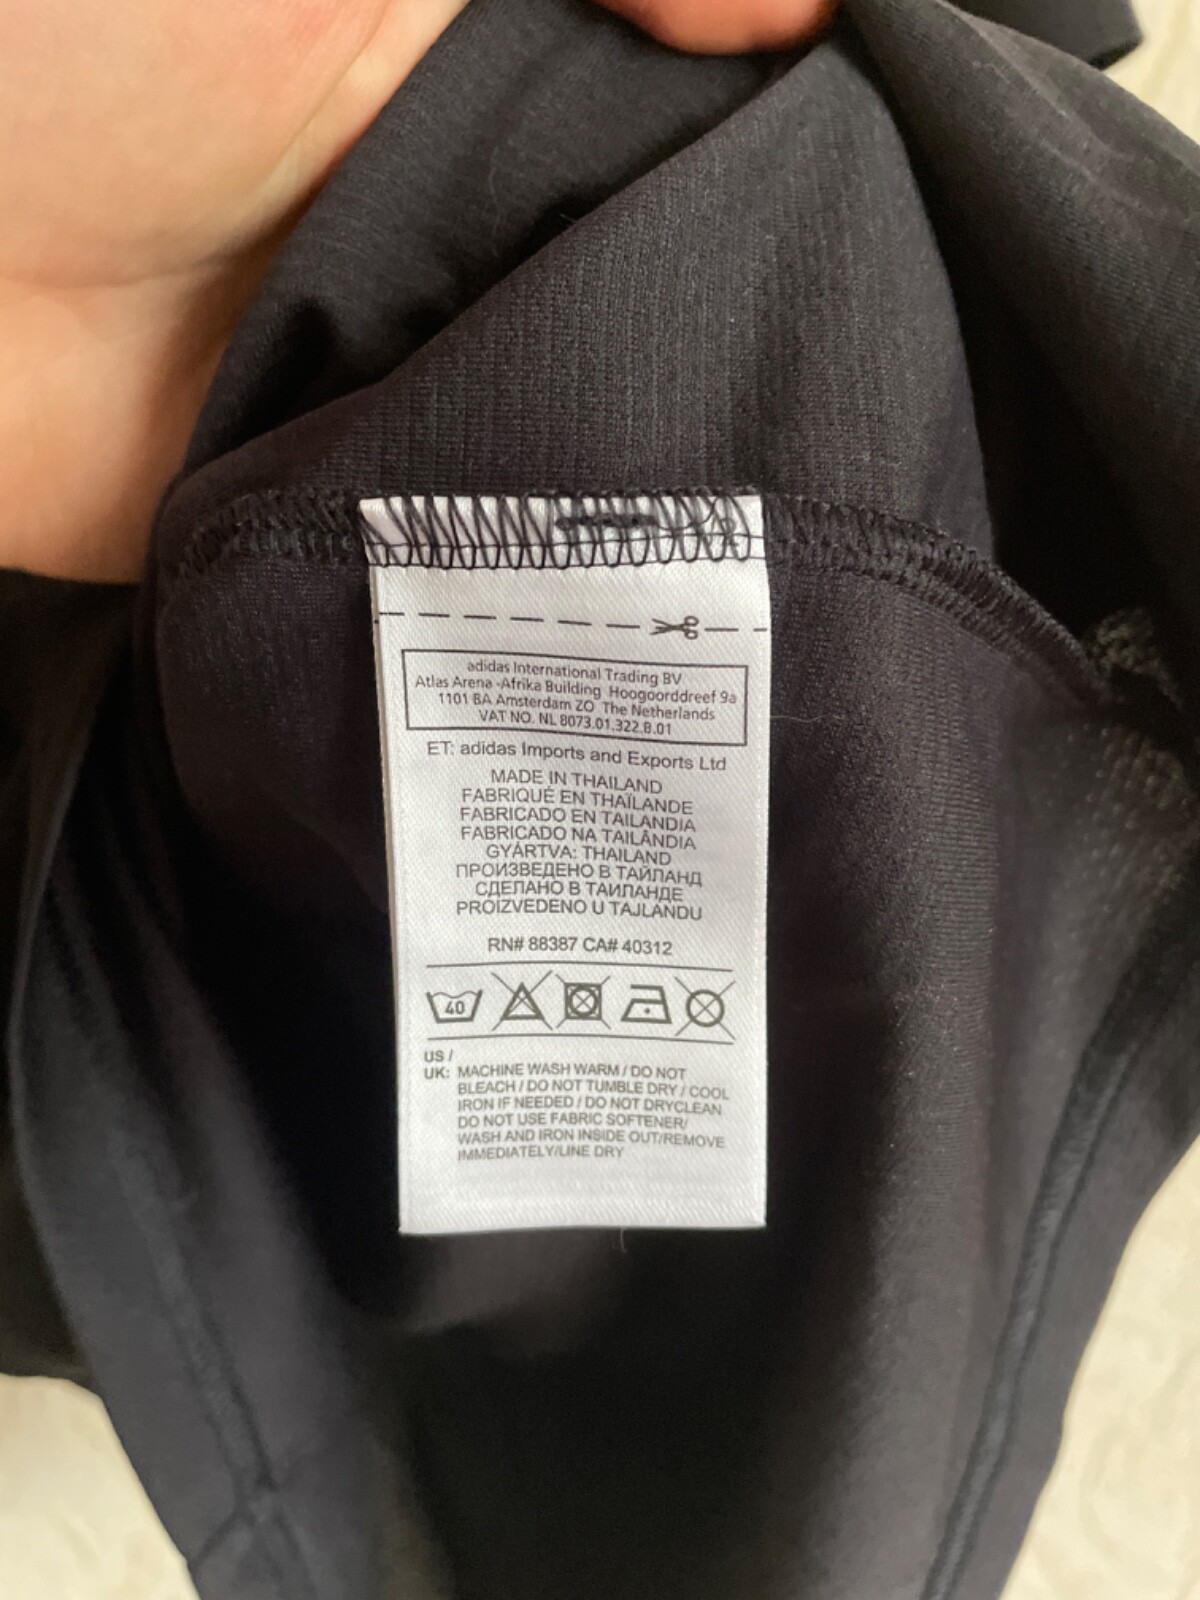 adidas International Trading BV
Atlas Arena -Afrika Building Hoogoorddreef 9a
1101 BA Amsterdam ZO The Netherlands
VAT NO. NL 8073.01.322.B.01
ET: adidas Imports and Exports Ltd
MADE IN THAILAND
FABRIQUÉ EN THAÏLANDE
FABRICADO EN TAILANDIA
FABRICADO NA TAILÂNDIA
GYÁRTVA: THAILAND
ПРОИЗВЕДЕНО В ТАЙЛАНД
СДЕЛАНО В ТАИЛАНДЕ
PROIZVEDENO U TAJLANDU
RN# 88387 CA# 40312
40
US /
UK: MACHINE WASH WARM / DO NOT
BLEACH / DO NOT TUMBLE DRY / COOL
IRON IF NEEDED / DO NOT DRYCLEAN
DO NOT USE FABRIC SOFTENER/
WASH AND IRON INSIDE OUT/REMOVE
IMMEDIATELY/LINE DRY